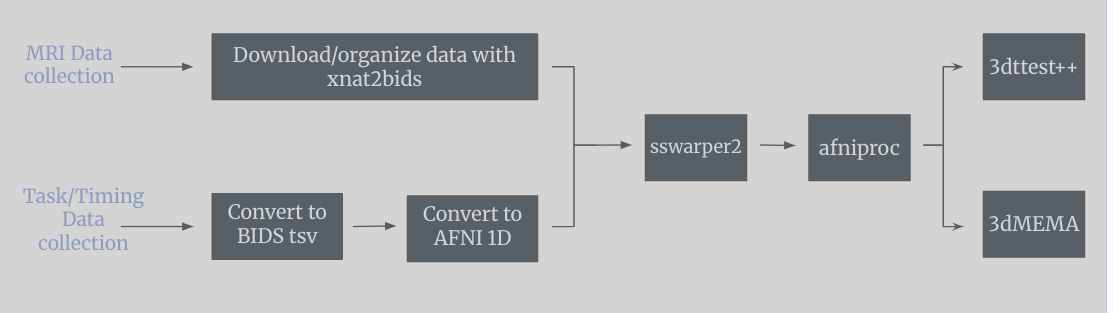 MRI Data
collection
Download/organize data with
xnat2bids
Task/Timing
Data
collection
Convert to
BIDS tsv
Convert to
AFNI 1D
sswarper2
afniproc
3dttest++
3dMEMA